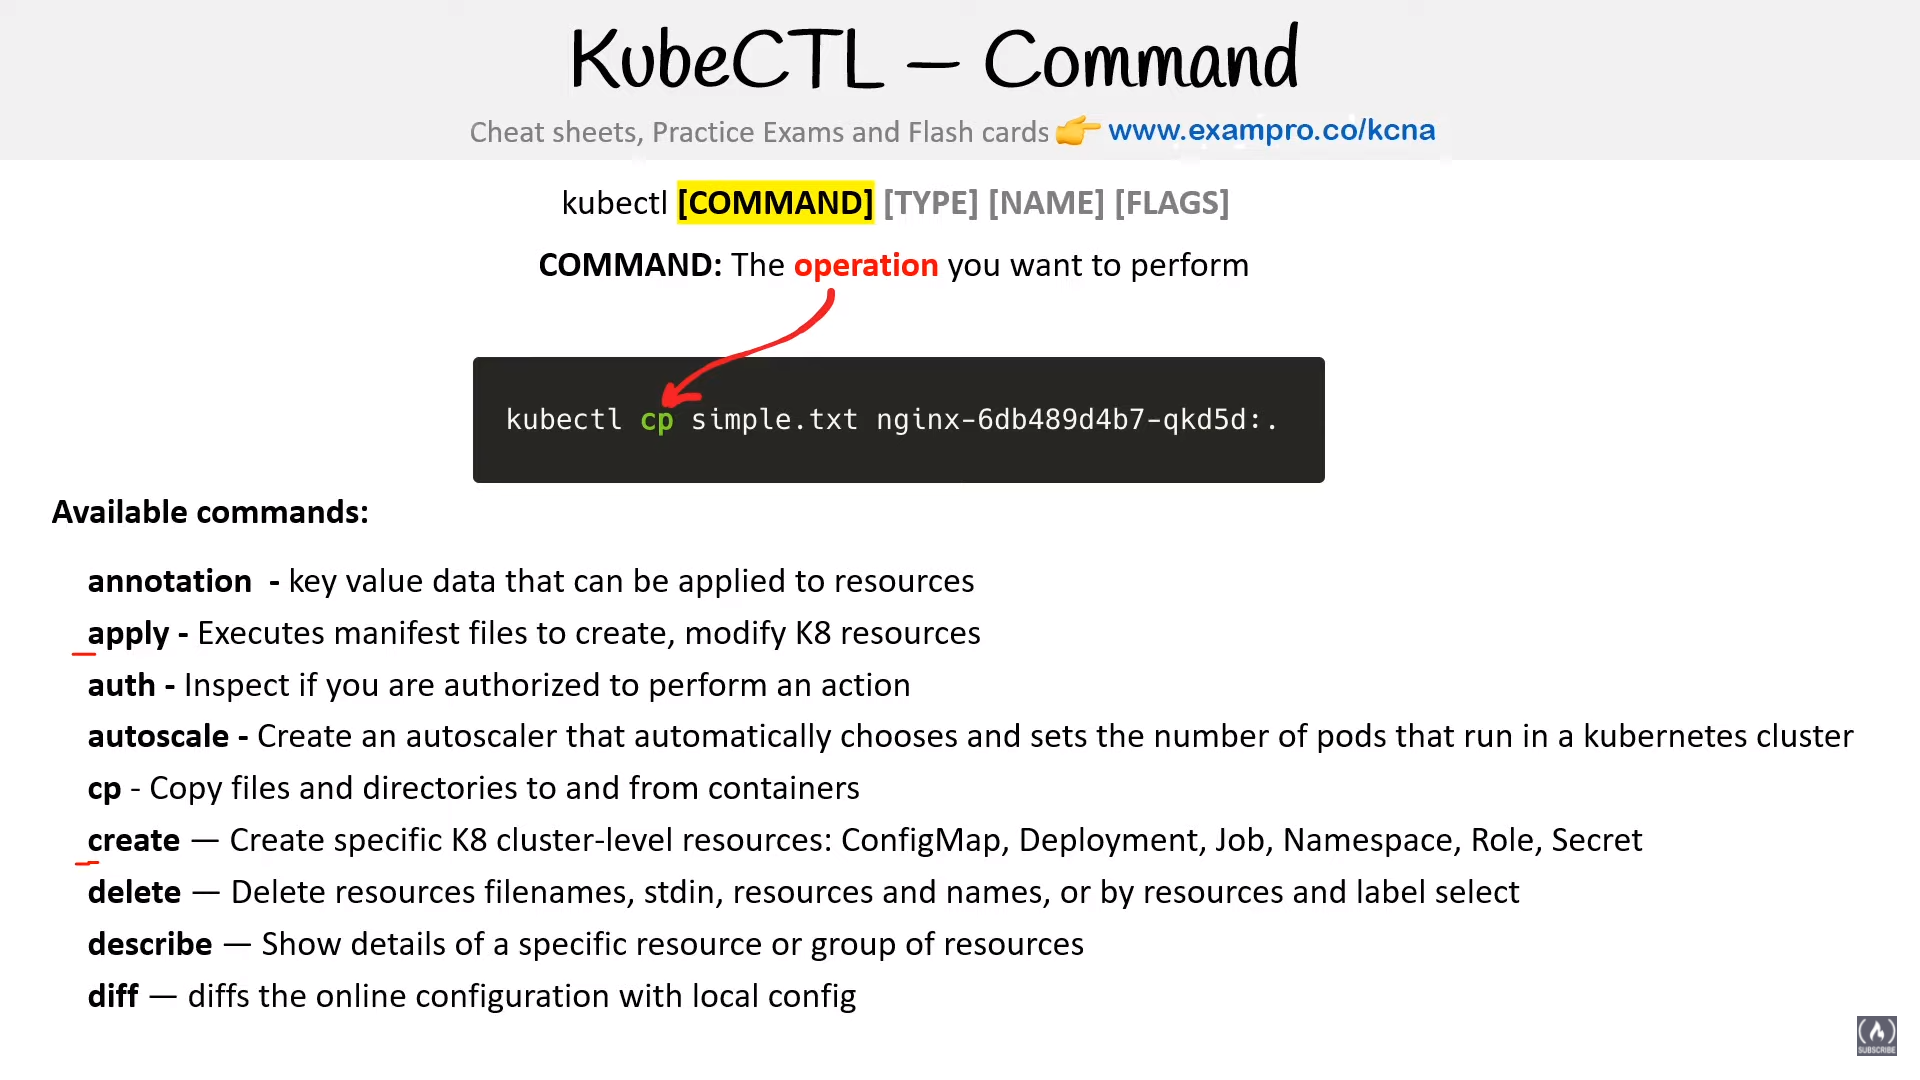 KubeCTL – Command
Cheat sheets, Practice Exams and Flash cards 👉 www.exampro.co/kcna
kubectl [COMMAND] [TYPE] [NAME] [FLAGS]
COMMAND: The operation you want to perform
kubectl cp simple.txt nginx-6db489d4b7-qkd5d:.
Available commands:
annotation - key value data that can be applied to resources
apply - Executes manifest files to create, modify K8 resources
auth - Inspect if you are authorized to perform an action
autoscale - Create an autoscaler that automatically chooses and sets the number of pods that run in a kubernetes cluster
cp - Copy files and directories to and from containers
create — Create specific K8 cluster-level resources: ConfigMap, Deployment, Job, Namespace, Role, Secret
delete — Delete resources filenames, stdin, resources and names, or by resources and label select
describe — Show details of a specific resource or group of resources
diff — diffs the online configuration with local config
SUBSCRIBE